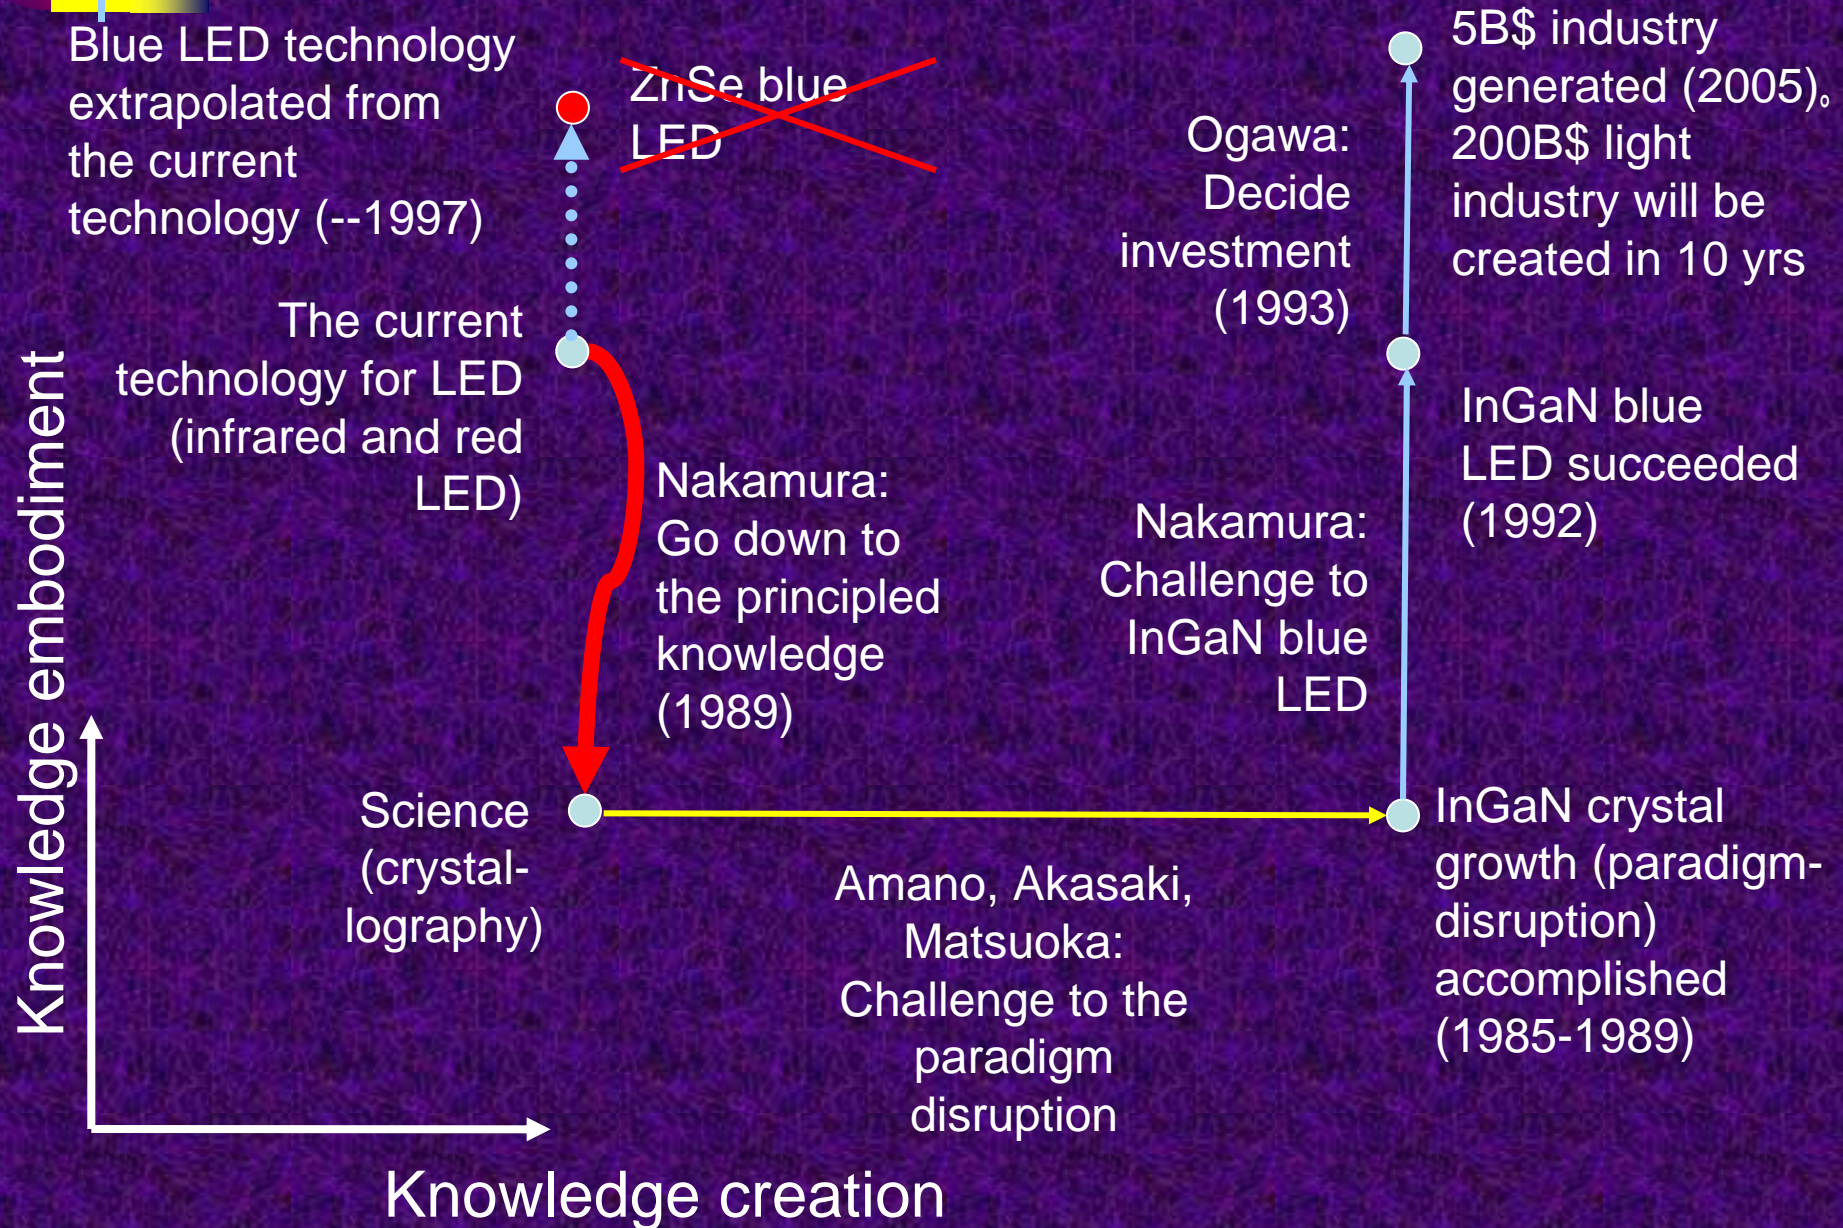 Blue LED technology
extrapolated from
the current
technology (--1997)
ZnSe blue
LED
Ogawa:
Decide
investment
(1993)
5B$ industry
generated (2005)。
200B$ light
industry will be
created in 10 yrs
The current
technology for LED
(infrared and red
LED)
Nakamura:
Go down to
the principled
knowledge
(1989)
Nakamura:
Challenge to
InGaN blue
LED
InGaN blue
LED succeeded
(1992)
Knowledge embodiment
Science
(crystal-
lography)
Amano, Akasaki,
Matsuoka:
Challenge to the
paradigm
disruption
InGaN crystal
growth (paradigm-
disruption)
accomplished
(1985-1989)
Knowledge creation